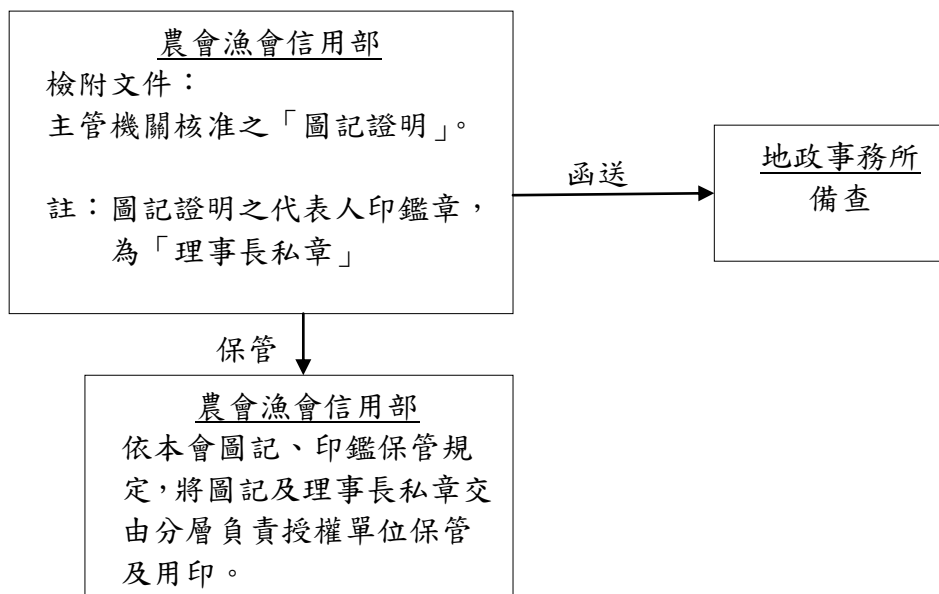 農會漁會信用部
檢附文件：
主管機關核准之「圖記證明」。
註：圖記證明之代表人印鑑章，
為「理事長私章」
函送
地政事務所
備查
保管
農會漁會信用部
依本會圖記、印鑑保管規
定，將圖記及理事長私章交
由分層負責授權單位保管
及用印。